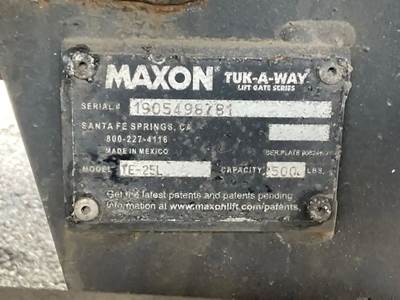 MAXON TUK-A-WAY
LIFT GATE SERIES
SERIAL# 1905498781
SANTA FE SPRINGS, CA
800-227-4116
MADE IN MEXICO
MODEL TE-25L CAPACITY 2500 LBS.
Get the latest patents and patents pending
information at www.maxonlift.com/patents